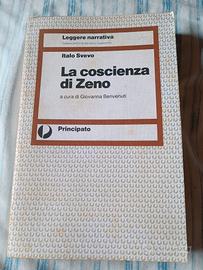 Leggere narrativa
Italo Svevo
La coscienza
di Zeno
a cura di Giovanna Benvenuti
Principato